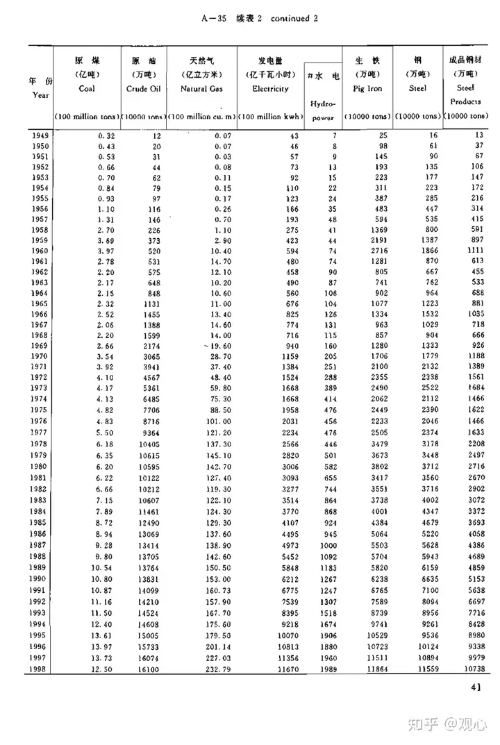 A－35 续表2 continued 2
年 份 Year 原 煤 (亿吨) Coal (100 million tons) 原 油 (万吨) Crude Oil (10000 tons) 天然气 (亿立方米) Natural Gas (100 million cu. m) 发电量 (亿千瓦小时) Electricity (100 million kwh) #水 电 Hydro-power 生 铁 (万吨) Pig Iron (10000 tons) 钢 (万吨) Steel (10000 tons) 成品钢材 (万吨) Steel Products (10000 tons)
1949 0.32 12 0.07 43 7 25 16 13
1950 0.43 20 0.07 46 8 98 61 37
1951 0.53 31 0.03 57 9 145 90 67
1952 0.66 44 0.08 73 13 193 135 106
1953 0.70 62 0.11 92 15 223 177 147
1954 0.84 79 0.15 110 22 311 223 172
1955 0.93 97 0.17 123 24 387 285 216
1956 1.10 116 0.26 166 35 483 447 314
1957 1.31 146 0.70 193 48 594 535 415
1958 2.70 226 1.10 275 41 1369 800 591
1959 3.69 373 2.90 423 44 2191 1387 897
1960 3.97 520 10.40 594 74 2716 1866 1111
1961 2.78 531 14.70 480 74 1281 870 613
1962 2.20 575 12.10 458 90 805 667 455
1963 2.17 648 10.20 490 87 741 762 533
1964 2.15 848 10.60 560 106 902 964 688
1965 2.32 1131 11.00 676 104 1077 1223 881
1966 2.52 1455 13.40 825 126 1334 1532 1035
1967 2.06 1388 14.60 774 131 963 1029 718
1968 2.20 1599 14.00 716 115 857 904 666
1969 2.66 2174 19.60 940 160 1280 1333 926
1970 3.54 3065 28.70 1159 205 1706 1779 1188
1971 3.92 3941 37.40 1384 251 2100 2132 1389
1972 4.10 4567 48.40 1524 288 2355 2338 1561
1973 4.17 5361 59.80 1668 389 2490 2522 1684
1974 4.13 6485 75.30 1668 414 2062 2112 1466
1975 4.82 7706 88.50 1958 476 2449 2390 1622
1976 4.83 8716 101.00 2031 456 2233 2046 1466
1977 5.50 9364 121.20 2234 476 2505 2374 1633
1978 6.18 10405 137.30 2566 446 3479 3178 2208
1979 6.35 10615 145.10 2820 501 3673 3448 2497
1980 6.20 10595 142.70 3006 582 3802 3712 2716
1981 6.22 10122 127.40 3093 655 3417 3560 2670
1982 6.66 10212 119.30 3277 744 3551 3716 2902
1983 7.15 10607 122.10 3514 864 3738 4002 3072
1984 7.89 11461 124.30 3770 868 4001 4347 3372
1985 8.72 12490 129.30 4107 924 4384 4679 3693
1986 8.94 13069 137.60 4495 945 5064 5220 4058
1987 9.28 13414 138.90 4973 1000 5503 5628 4386
1988 9.80 13705 142.60 5452 1092 5704 5943 4689
1989 10.54 13764 150.50 5848 1183 5820 6159 4859
1990 10.80 13831 153.00 6212 1267 6238 6635 5153
1991 10.87 14099 160.73 6775 1247 6765 7100 5638
1992 11.16 14210 157.90 7539 1307 7589 8094 6697
1993 11.50 14524 167.70 8395 1518 8739 8956 7716
1994 12.40 14608 175.60 9218 1674 9741 9261 8428
1995 13.61 15005 179.50 10070 1906 10529 9536 8980
1996 13.97 15733 201.14 10813 1880 10723 10124 9338
1997 13.73 16074 227.03 11356 1960 11511 10894 9979
1998 12.50 16100 232.79 11670 1989 11864 11559 10738
41
知乎 @观心